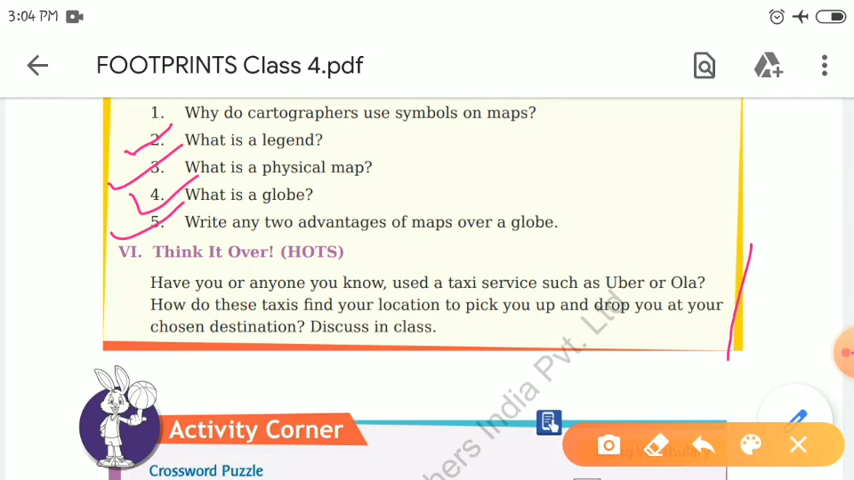 3:04 PM
FOOTPRINTS Class 4.pdf
1. Why do cartographers use symbols on maps?
2. What is a legend?
3. What is a physical map?
4. What is a globe?
5. Write any two advantages of maps over a globe.
VI. Think It Over! (HOTS)
Have you or anyone you know, used a taxi service such as Uber or Ola?
How do these taxis find your location to pick you up and drop you at your
chosen destination? Discuss in class.
Activity Corner
Crossword Puzzle
Vocabulary
hers India Pvt. Ltd